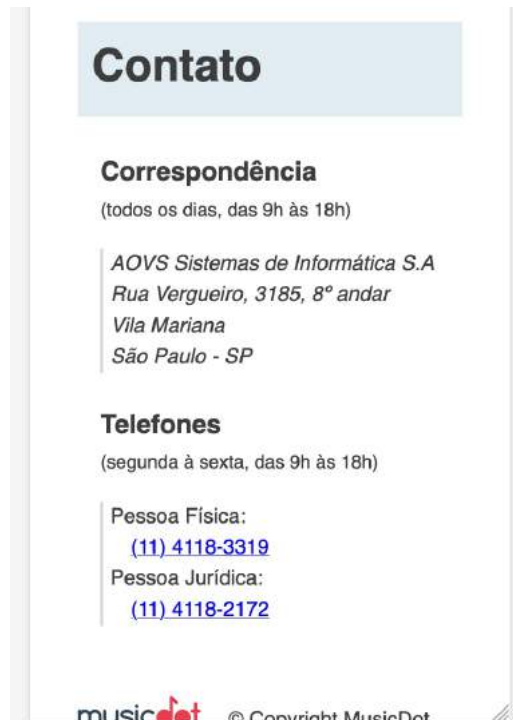 Contato
Correspondência
(todos os dias, das 9h às 18h)
AOVS Sistemas de Informática S.A
Rua Vergueiro, 3185, 8º andar
Vila Mariana
São Paulo - SP
Telefones
(segunda à sexta, das 9h às 18h)
Pessoa Física:
(11) 4118-3319
Pessoa Jurídica:
(11) 4118-2172
musicdot © Copyright MusicDot